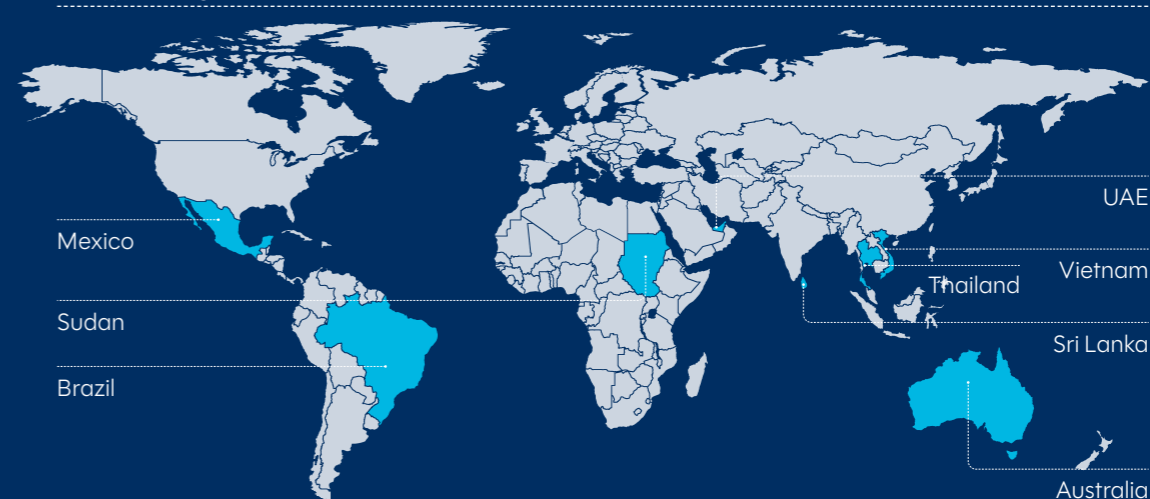 Mexico
Sudan
Brazil
UAE
Vietnam
Thailand
Sri Lanka
Australia